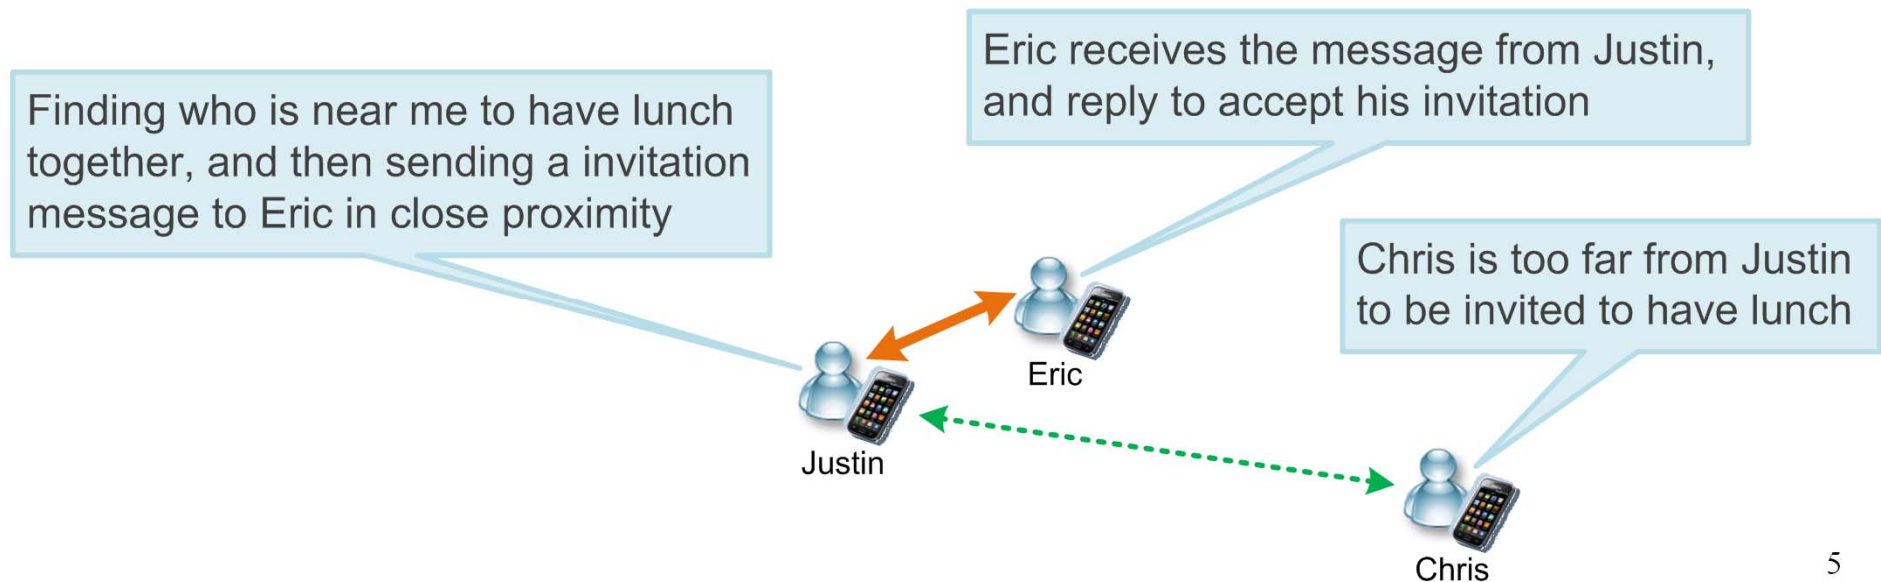 Finding who is near me to have lunch
together, and then sending a invitation
message to Eric in close proximity
Eric receives the message from Justin,
and reply to accept his invitation
Chris is too far from Justin
to be invited to have lunch
Eric
Justin
Chris
5